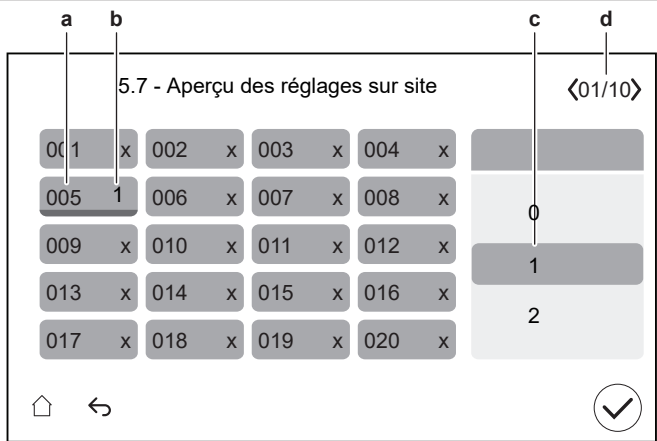 a b c d
5.7 - Aperçu des réglages sur site 01/10
001 x 002 x 003 x 004 x
005 1 006 x 007 x 008 x
0
009 x 010 x 011 x 012 x
1
013 x 014 x 015 x 016 x
2
017 x 018 x 019 x 020 x